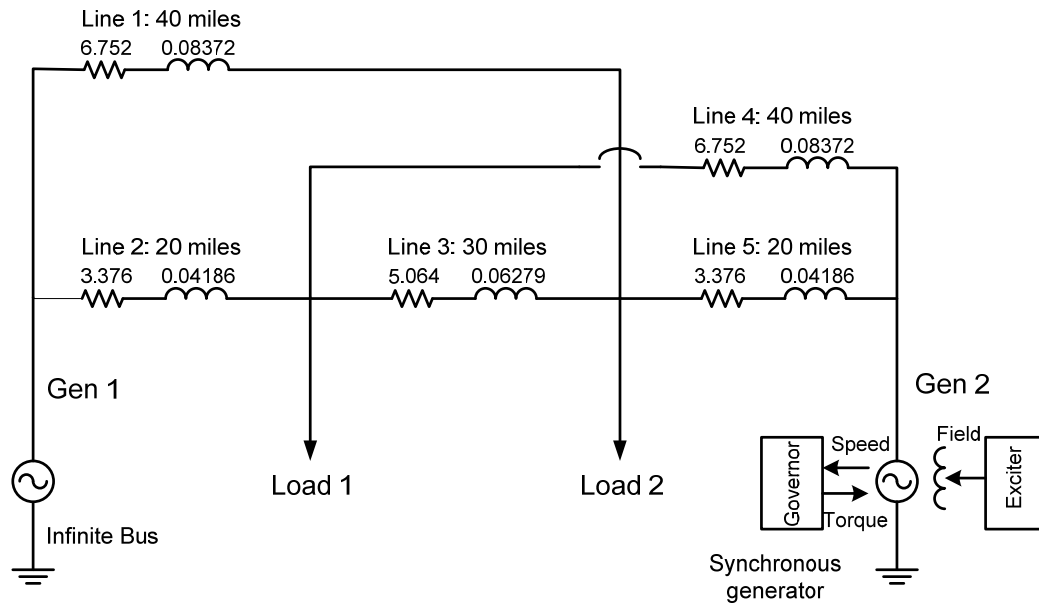 Line 1: 40 miles
6.752 0.08372
Line 4: 40 miles
6.752 0.08372
Line 2: 20 miles
3.376 0.04186
Line 3: 30 miles
5.064 0.06279
Line 5: 20 miles
3.376 0.04186
Gen 1
Gen 2
Load 1
Load 2
Infinite Bus
Governor
Speed
Torque
Field
Exciter
Synchronous
generator